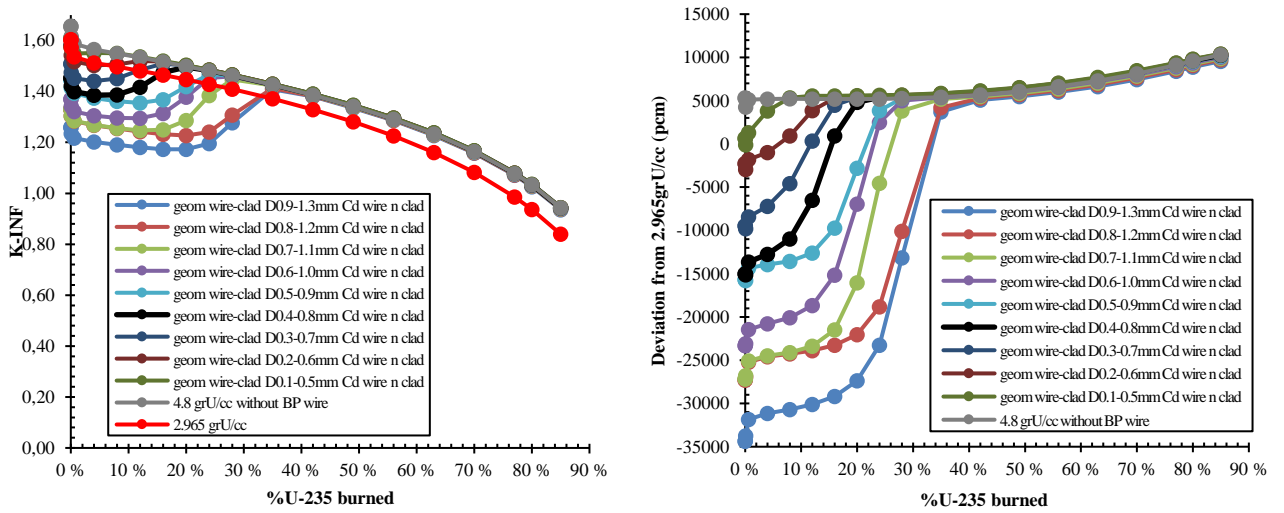 K-INF
1,60
1,40
1,20
1,00
0,80
0,60
0,40
0,20
0,00
0 %
10 %
20 %
30 %
40 %
50 %
60 %
70 %
80 %
90 %
%U-235 burned
geom wire-clad D0.9-1.3mm Cd wire n clad
geom wire-clad D0.8-1.2mm Cd wire n clad
geom wire-clad D0.7-1.1mm Cd wire n clad
geom wire-clad D0.6-1.0mm Cd wire n clad
geom wire-clad D0.5-0.9mm Cd wire n clad
geom wire-clad D0.4-0.8mm Cd wire n clad
geom wire-clad D0.3-0.7mm Cd wire n clad
geom wire-clad D0.2-0.6mm Cd wire n clad
geom wire-clad D0.1-0.5mm Cd wire n clad
4.8 grU/cc without BP wire
2.965 grU/cc
Deviation from 2.965grU/cc (pcm)
15000
10000
5000
0
-5000
-10000
-15000
-20000
-25000
-30000
-35000
0 %
10 %
20 %
30 %
40 %
50 %
60 %
70 %
80 %
90 %
%U-235 burned
geom wire-clad D0.9-1.3mm Cd wire n clad
geom wire-clad D0.8-1.2mm Cd wire n clad
geom wire-clad D0.7-1.1mm Cd wire n clad
geom wire-clad D0.6-1.0mm Cd wire n clad
geom wire-clad D0.5-0.9mm Cd wire n clad
geom wire-clad D0.4-0.8mm Cd wire n clad
geom wire-clad D0.3-0.7mm Cd wire n clad
geom wire-clad D0.2-0.6mm Cd wire n clad
geom wire-clad D0.1-0.5mm Cd wire n clad
4.8 grU/cc without BP wire